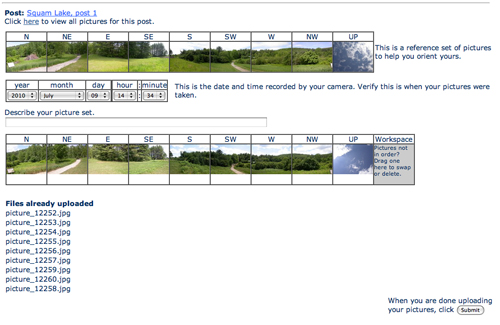 Post: Squam Lake, post 1
Click here to view all pictures for this post.
N NE E SE S SW W NW UP
This is a reference set of pictures
to help you orient yours.
year month day hour :minute
2010 July 09 14 : 34
This is the date and time recorded by your camera. Verify this is when your pictures were
taken.
Describe your picture set.
N NE E SE S SW W NW UP Workspace
Pictures not
in order?
Drag one
here to swap
or delete.
Files already uploaded
picture_12252.jpg
picture_12253.jpg
picture_12254.jpg
picture_12255.jpg
picture_12256.jpg
picture_12257.jpg
picture_12259.jpg
picture_12260.jpg
picture_12258.jpg
When you are done uploading
your pictures, click Submit